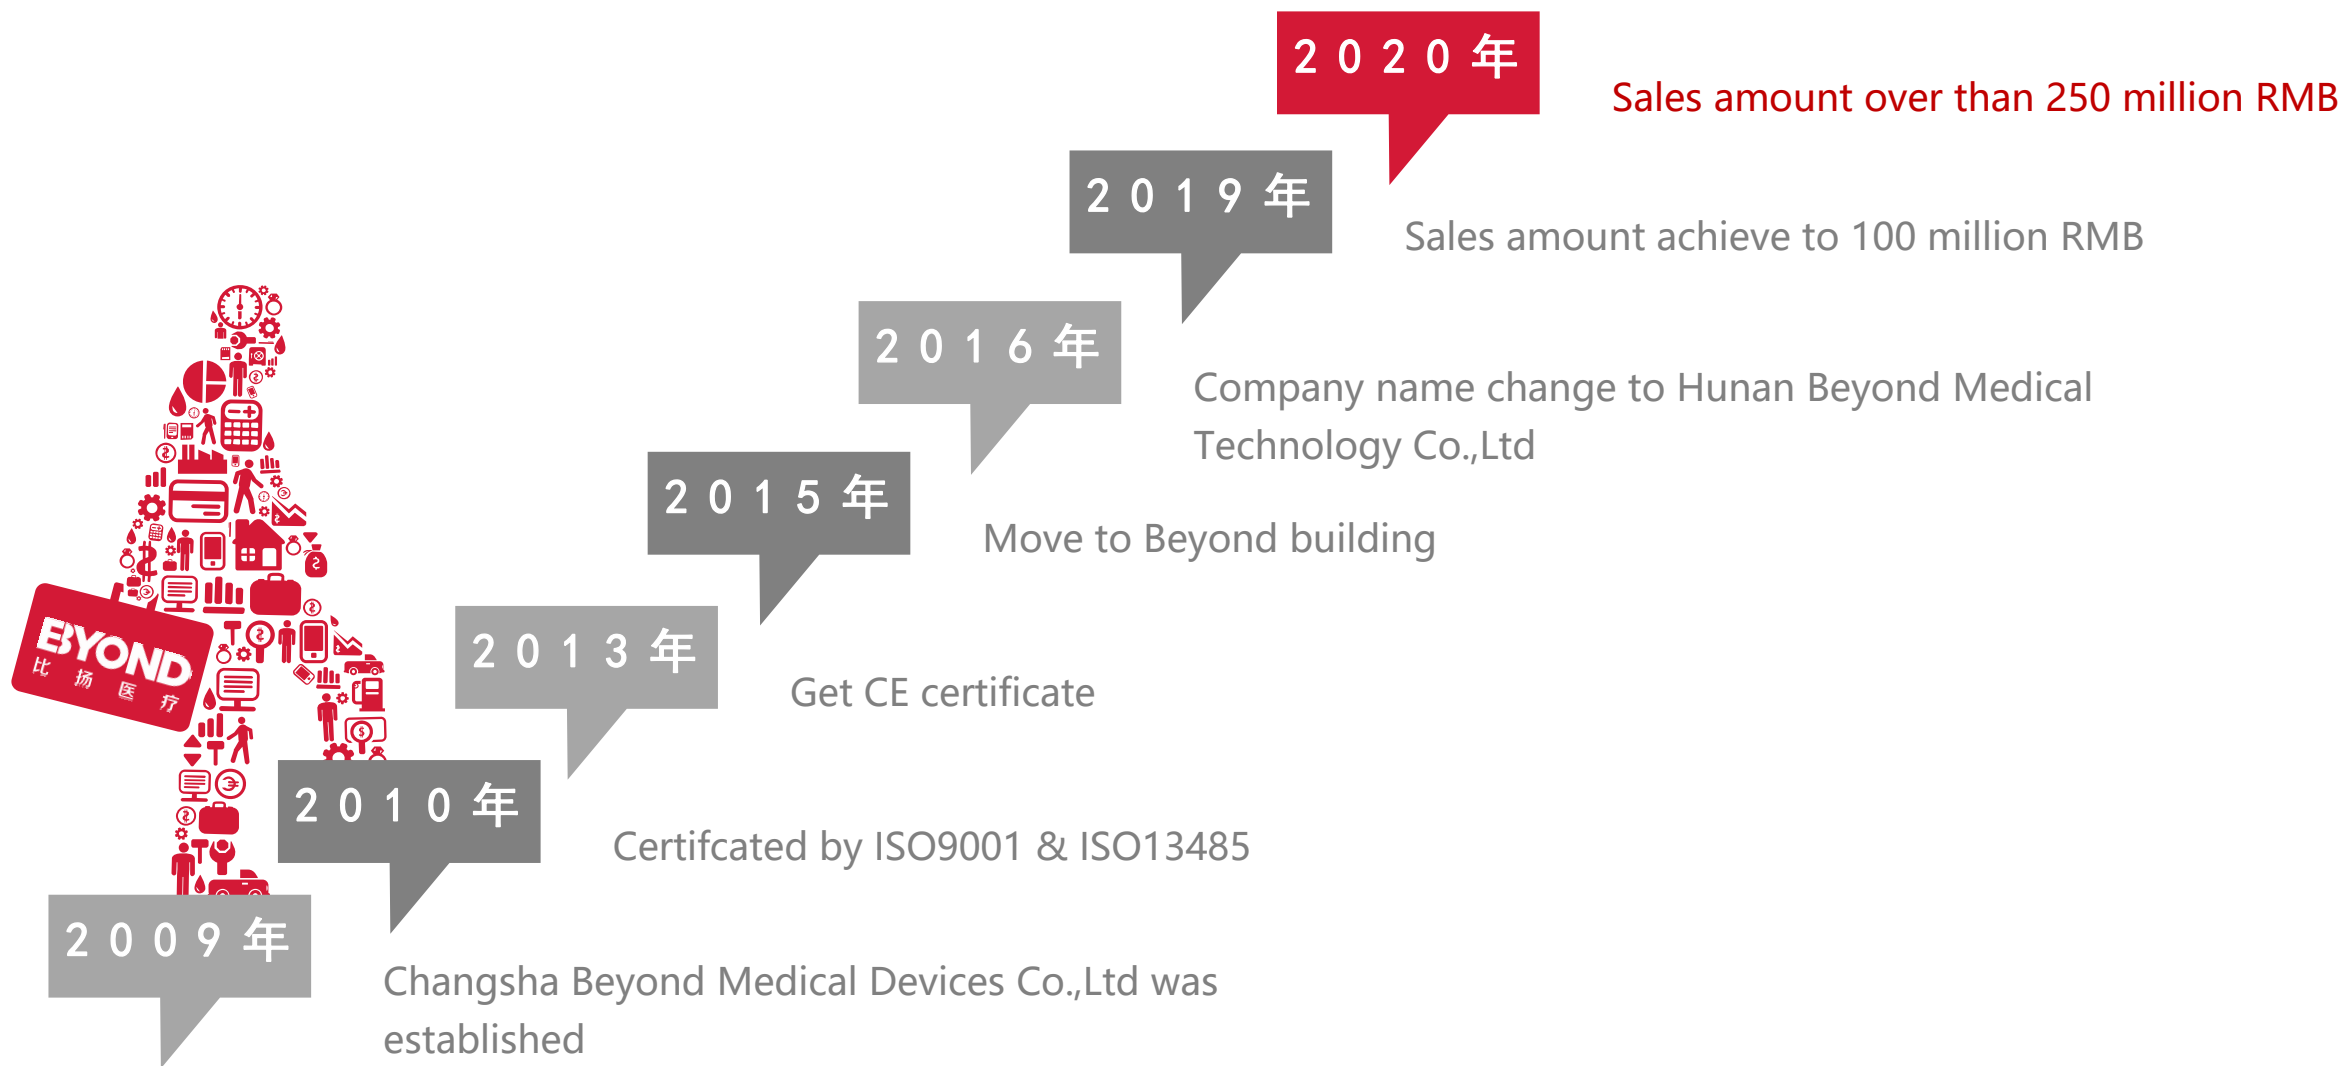 2020年
Sales amount over than 250 million RMB
2019年
Sales amount achieve to 100 million RMB
2016年
Company name change to Hunan Beyond Medical
Technology Co.,Ltd
2015年
Move to Beyond building
2013年
Get CE certificate
2010年
Certifcated by ISO9001 & ISO13485
2009年
Changsha Beyond Medical Devices Co.,Ltd was
established
BEYOND
比扬医疗